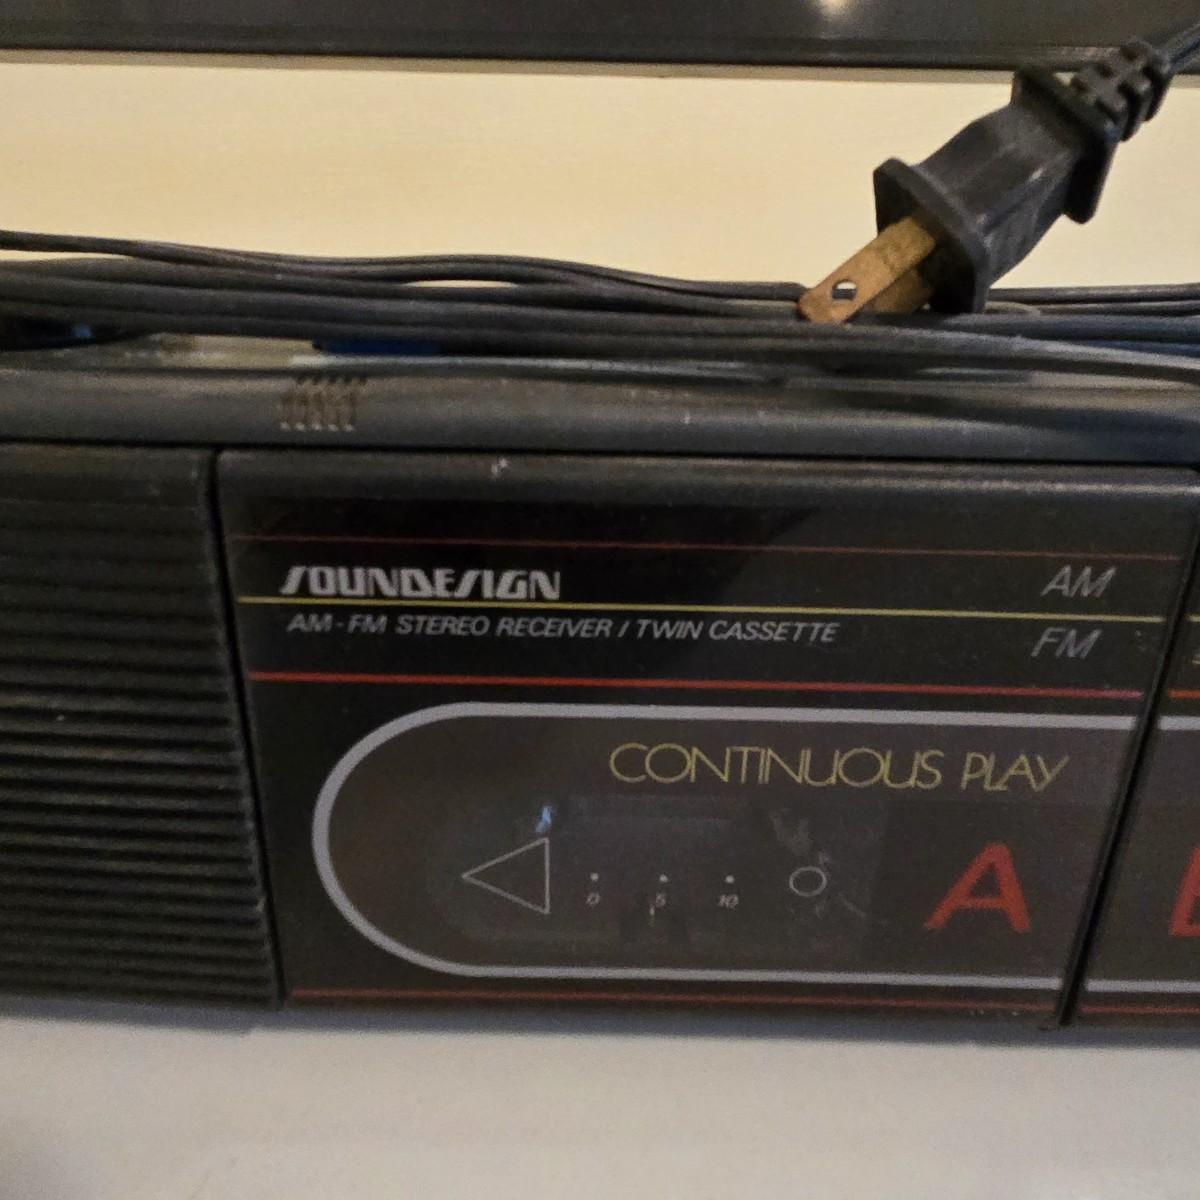 SOUNDESIGN
AM
AM-FM STEREO RECEIVER / TWIN CASSETTE
FM
CONTINUOUS PLAY
0 5 10
A